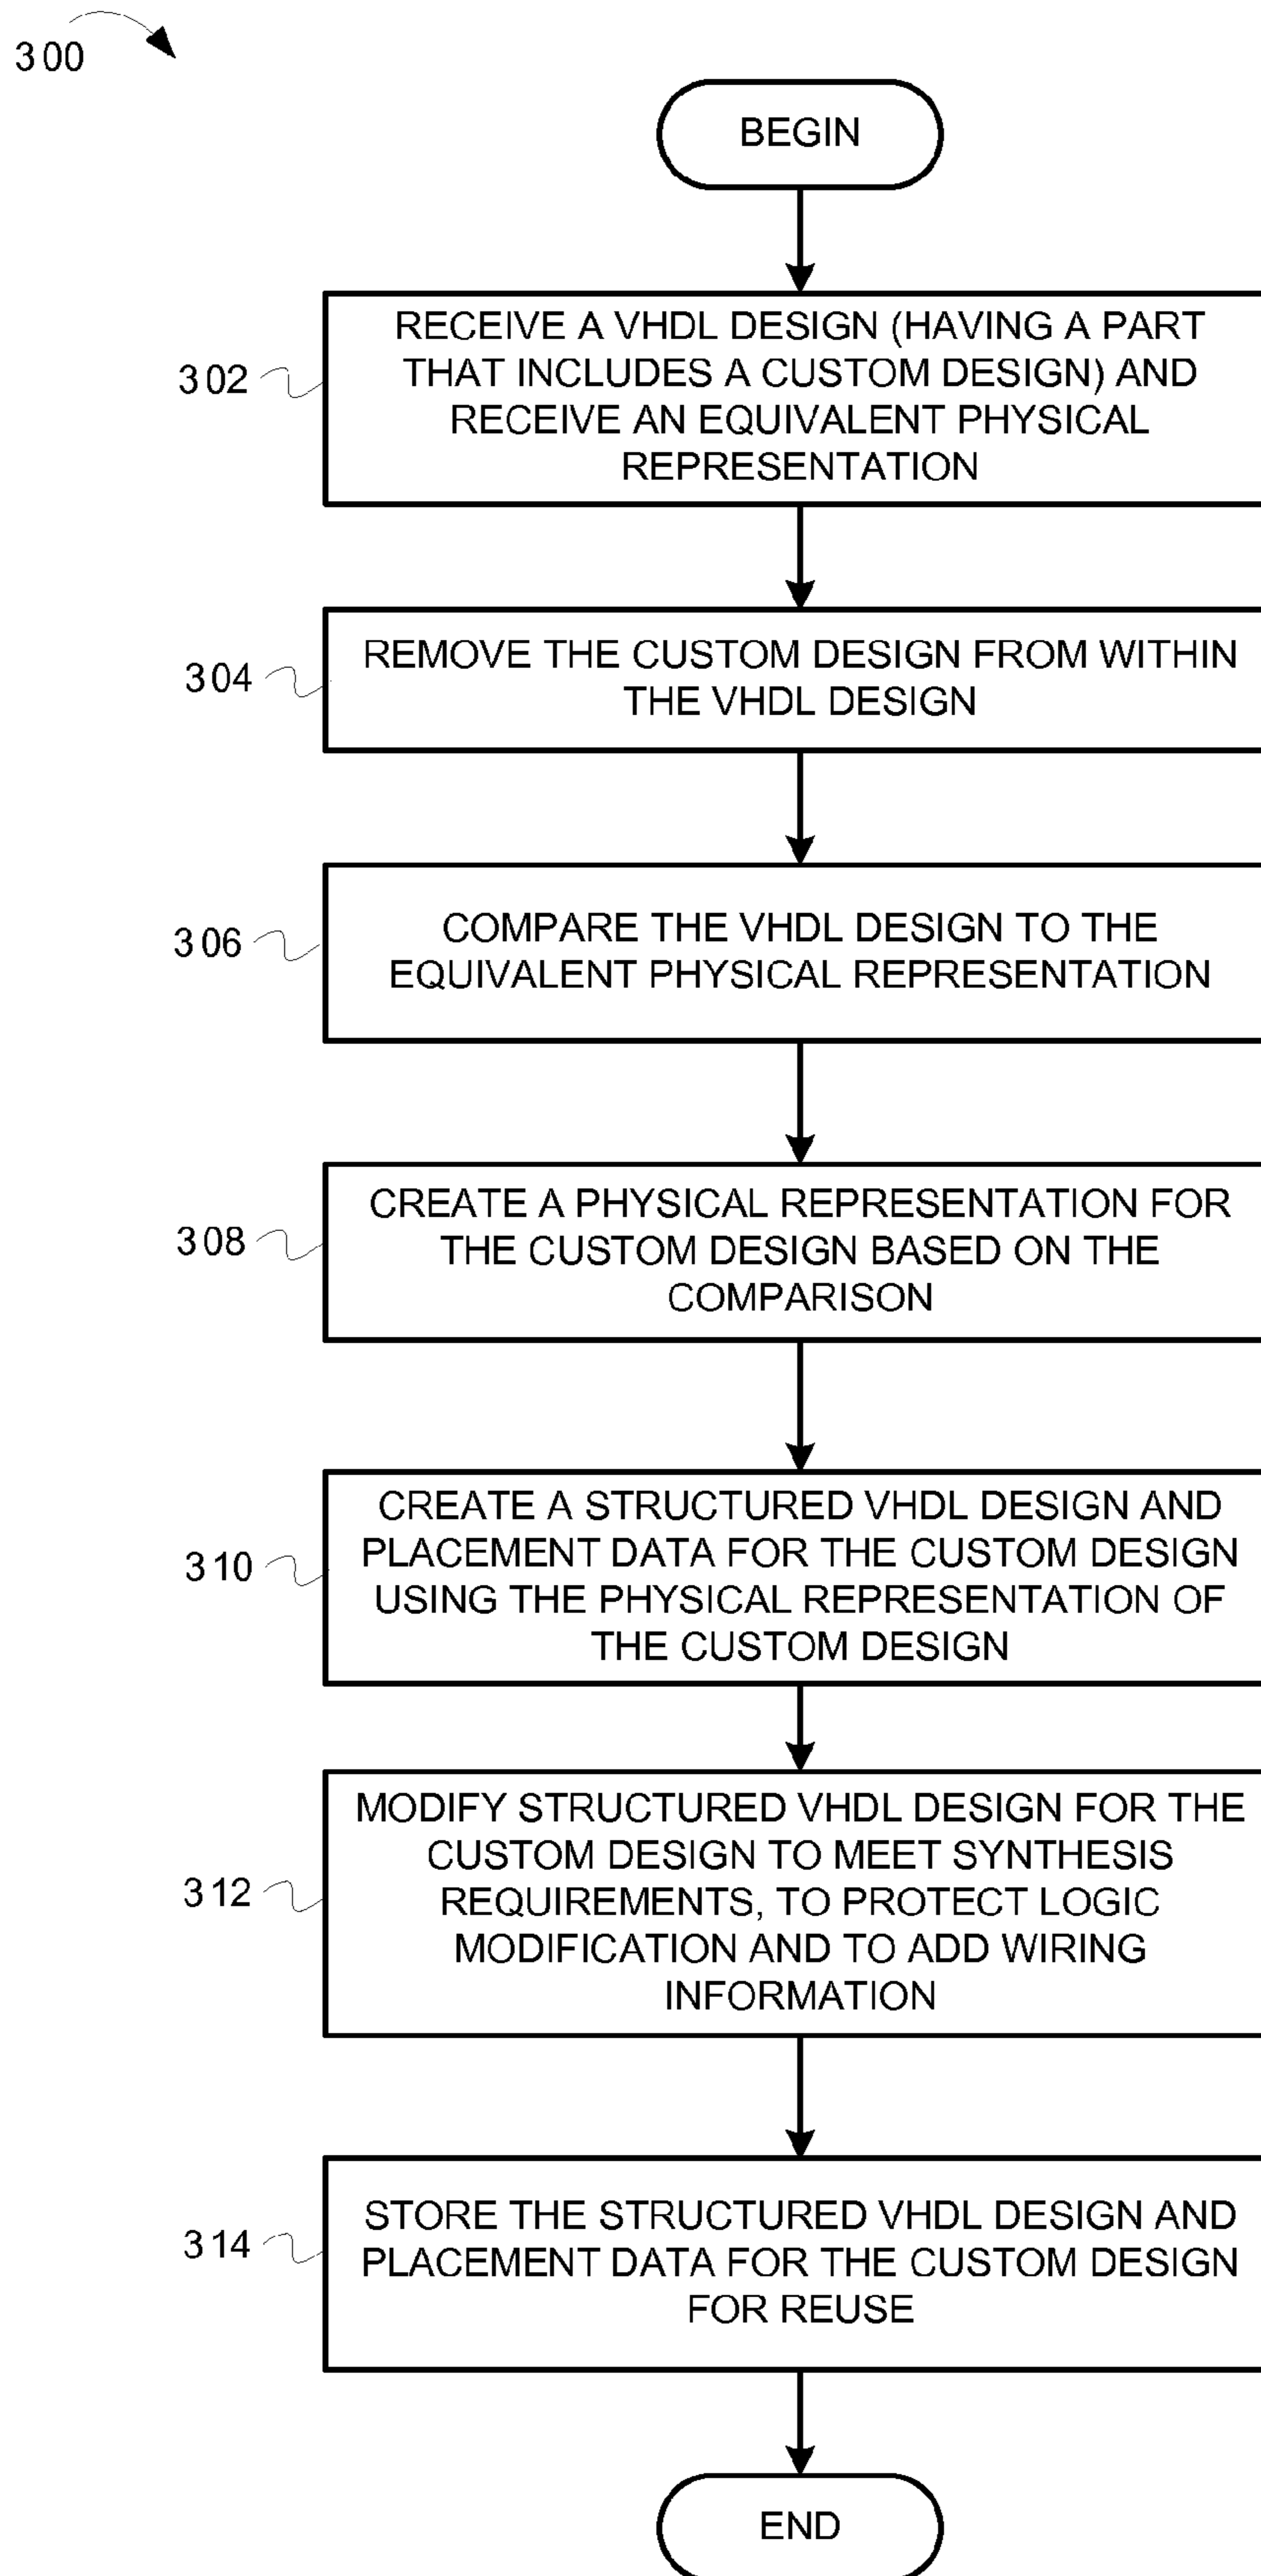 300
BEGIN
302
RECEIVE A VHDL DESIGN (HAVING A PART
THAT INCLUDES A CUSTOM DESIGN) AND
RECEIVE AN EQUIVALENT PHYSICAL
REPRESENTATION
304
REMOVE THE CUSTOM DESIGN FROM WITHIN
THE VHDL DESIGN
306
COMPARE THE VHDL DESIGN TO THE
EQUIVALENT PHYSICAL REPRESENTATION
308
CREATE A PHYSICAL REPRESENTATION FOR
THE CUSTOM DESIGN BASED ON THE
COMPARISON
310
CREATE A STRUCTURED VHDL DESIGN AND
PLACEMENT DATA FOR THE CUSTOM DESIGN
USING THE PHYSICAL REPRESENTATION OF
THE CUSTOM DESIGN
312
MODIFY STRUCTURED VHDL DESIGN FOR THE
CUSTOM DESIGN TO MEET SYNTHESIS
REQUIREMENTS, TO PROTECT LOGIC
MODIFICATION AND TO ADD WIRING
INFORMATION
314
STORE THE STRUCTURED VHDL DESIGN AND
PLACEMENT DATA FOR THE CUSTOM DESIGN
FOR REUSE
END